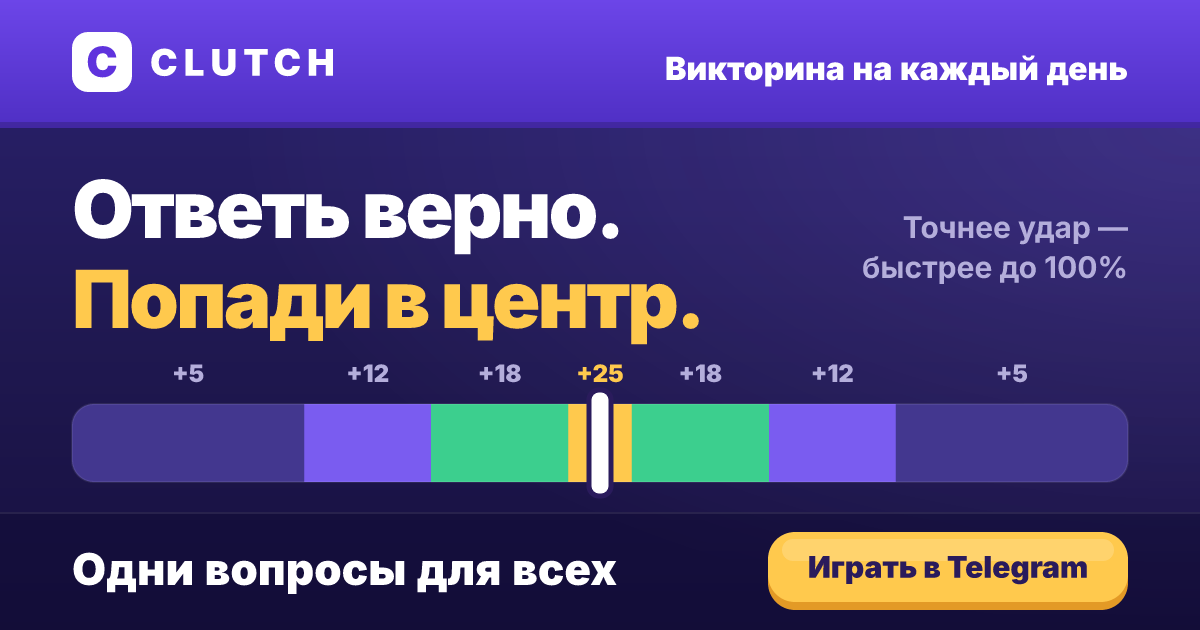 C CLUTCH
Викторина на каждый день
Ответь верно.
Попади в центр.
Точнее удар —
быстрее до 100%
+5 +12 +18 +25 +18 +12 +5
Одни вопросы для всех
Играть в Telegram